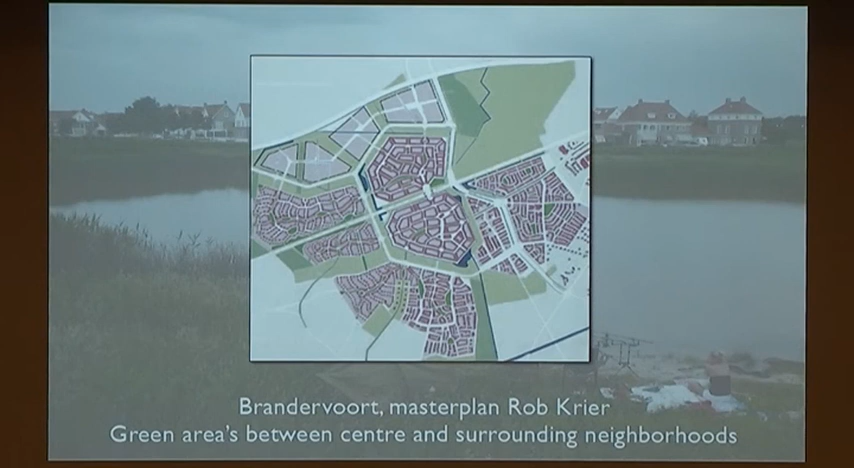 Brandervoort, masterplan Rob Krier
Green area's between centre and surrounding neighborhoods